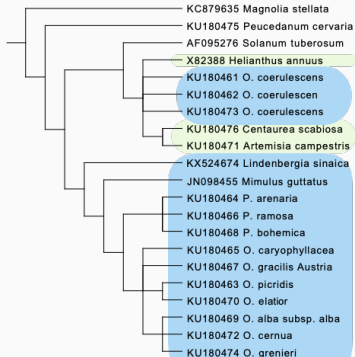 KC879635 Magnolia stellata
KU180475 Peucedanum cervaria
AF095276 Solanum tuberosum
X82388 Helianthus annuus
KU180461 O. coerulescens
KU180462 O. coerulescen
KU180473 O. coerulescens
KU180476 Centaurea scabiosa
KU180471 Artemisia campestris
KX524674 Lindenbergia sinaica
JN098455 Mimulus guttatus
KU180464 P. arenaria
KU180466 P. ramosa
KU180468 P. bohemica
KU180465 O. caryophyllacea
KU180467 O. gracilis Austria
KU180463 O. picridis
KU180470 O. elatior
KU180469 O. alba subsp. alba
KU180472 O. cernua
KU180474 O. grenieri